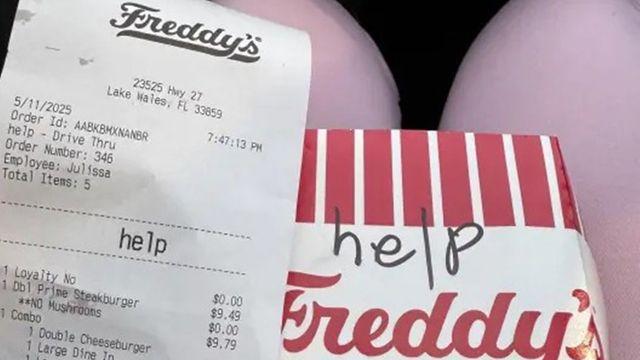 Freddy's
23525 Hwy 27
Lake Wales, FL 33859
5/11/2025 7:47:13 PM
Order Id: AABKBMXNANBR
help - Drive Thru
Order Number: 346
Employee: Julissa
Total Items: 5
help
1 Loyalty No $0.00
1 Dbl Prime Steakburger $9.49
**NO Mushrooms $0.00
1 Combo $9.79
1 Double Cheeseburger
1 Large Dine In
help
Freddy's